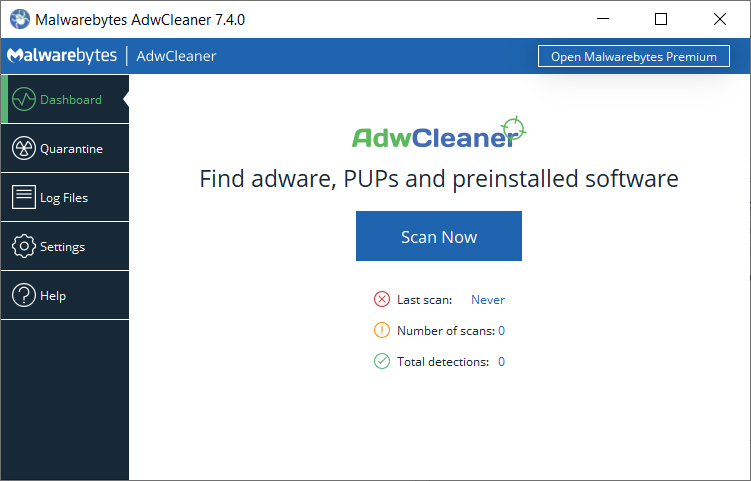 Malwarebytes AdwCleaner 7.4.0
Malwarebytes | AdwCleaner
Open Malwarebytes Premium
Dashboard
Quarantine
Log Files
Settings
Help
AdwCleaner
Find adware, PUPs and preinstalled software
Scan Now
Last scan: Never
Number of scans: 0
Total detections: 0